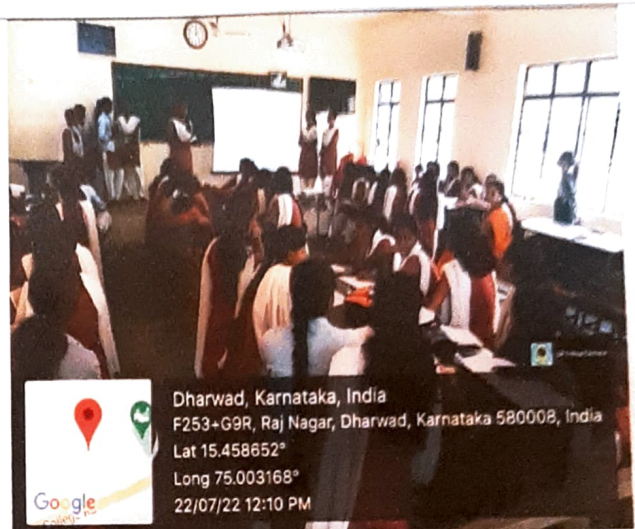 Dharwad, Karnataka, India
F253+G9R, Raj Nagar, Dharwad, Karnataka 580008, India
Lat 15.458652°
Long 75.003168°
22/07/22 12:10 PM
Google